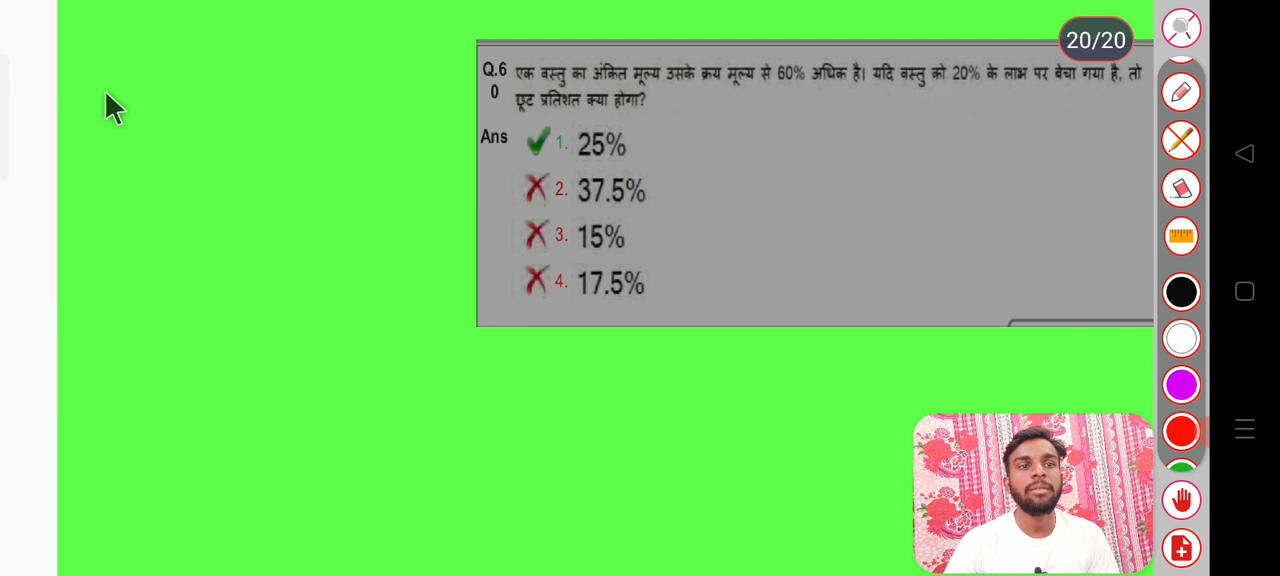 20/20
Q.6 एक वस्तु का अंकित मूल्य उसके क्रय मूल्य से 60% अधिक है। यदि वस्तु को 20% के लाभ पर बेचा गया है, तो
0 छूट प्रतिशत क्या होगा?
Ans 1. 25%
2. 37.5%
3. 15%
4. 17.5%